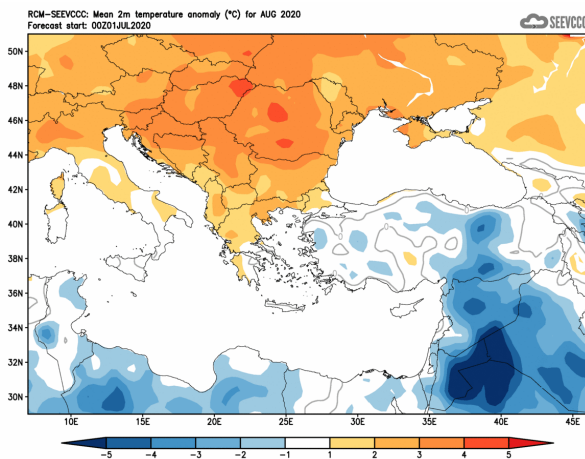 RCM-SEEVCCC: Mean 2m temperature anomaly (°C) for AUG 2020
Forecast start: 00Z01JUL2020
SEEVCCC
50N
48N
46N
44N
42N
40N
38N
36N
34N
32N
30N
10E 15E 20E 25E 30E 35E 40E 45E
-5 -4 -3 -2 -1 1 2 3 4 5